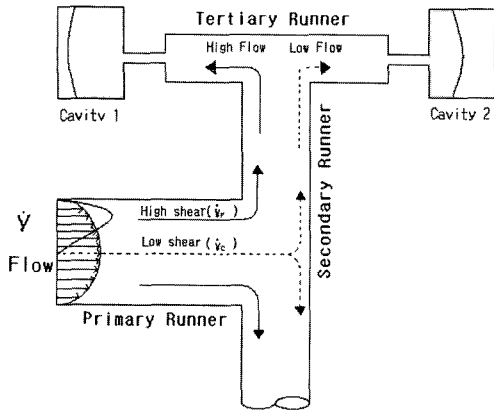 Tertiary Runner
High Flow
Low Flow
Cavity 1
Cavity 2
High shear(γ̇r)
Low shear (γ̇c)
γ̇
Flow
Secondary Runner
Primary Runner